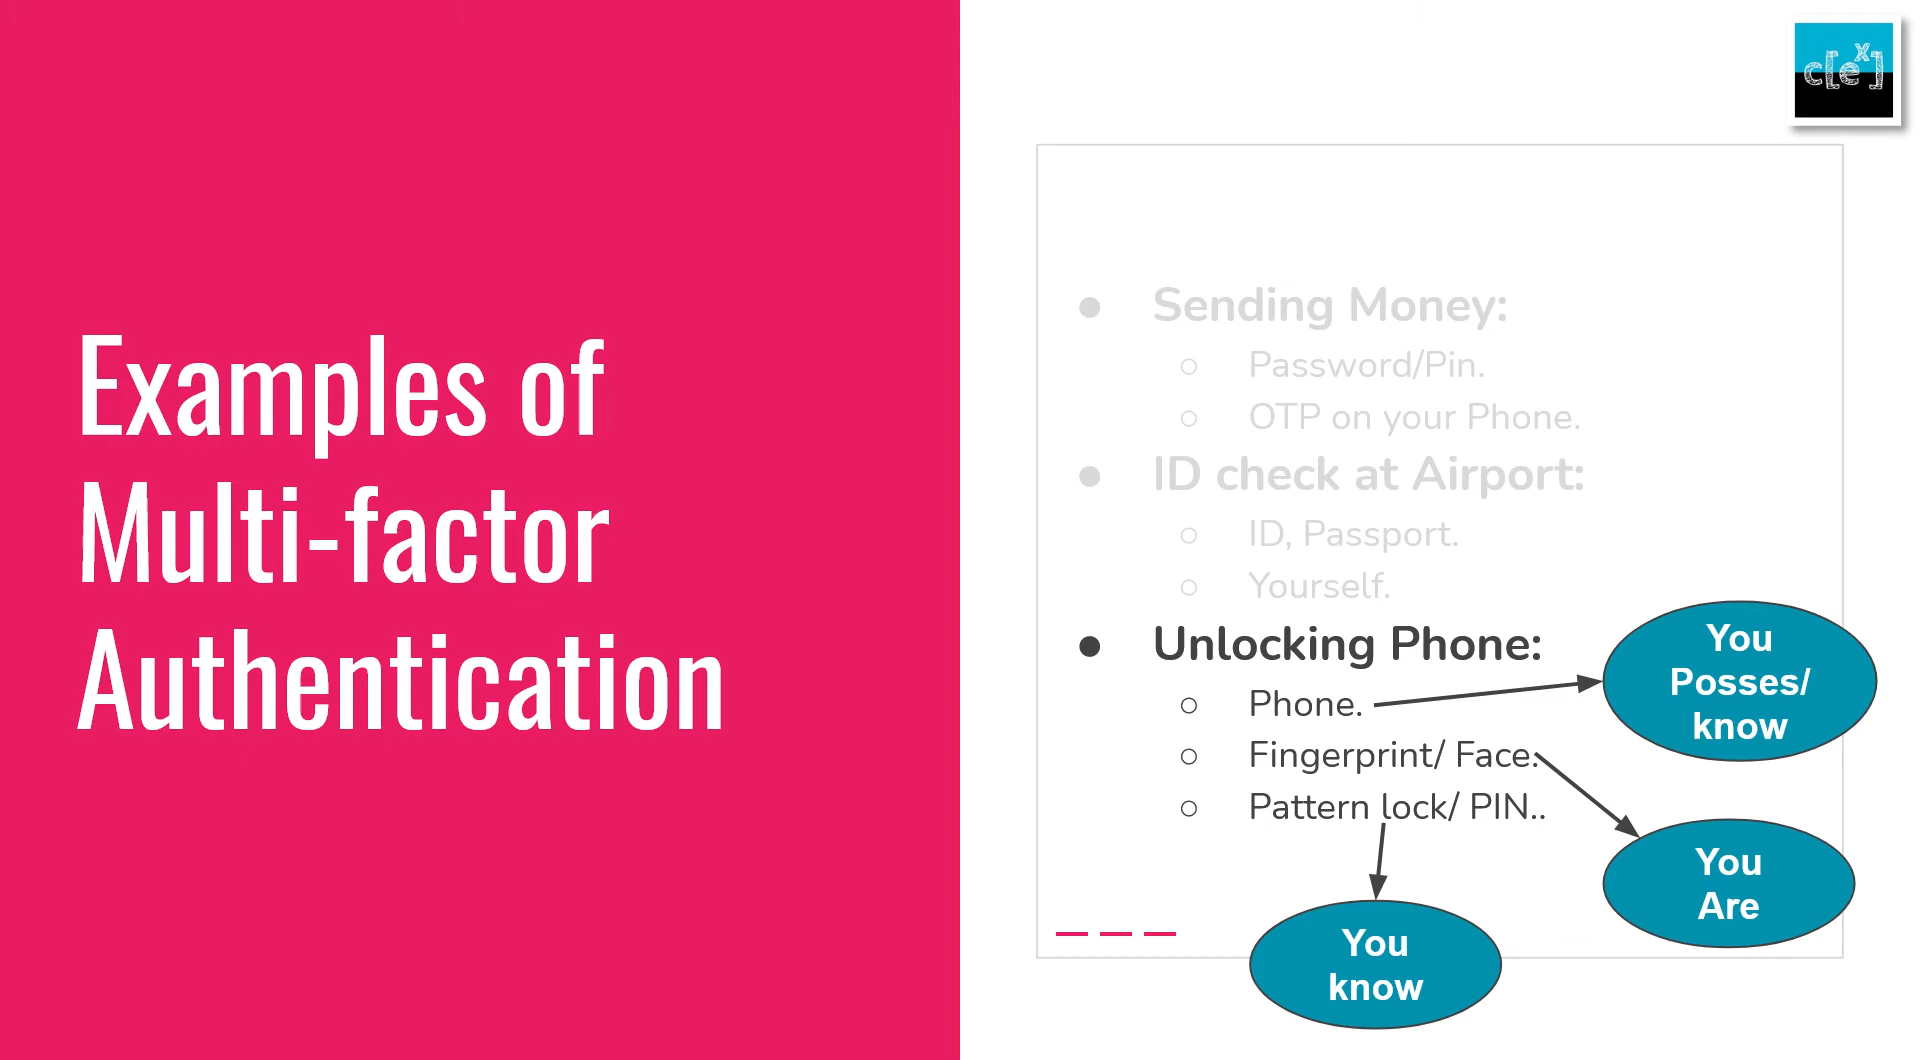 Examples of
Multi-factor
Authentication
c[eˣ]
● Sending Money:
○ Password/Pin.
○ OTP on your Phone.
● ID check at Airport:
○ ID, Passport.
○ Yourself.
● Unlocking Phone:
○ Phone.
○ Fingerprint/ Face.
○ Pattern lock/ PIN..
You
Posses/
know
You
Are
You
know